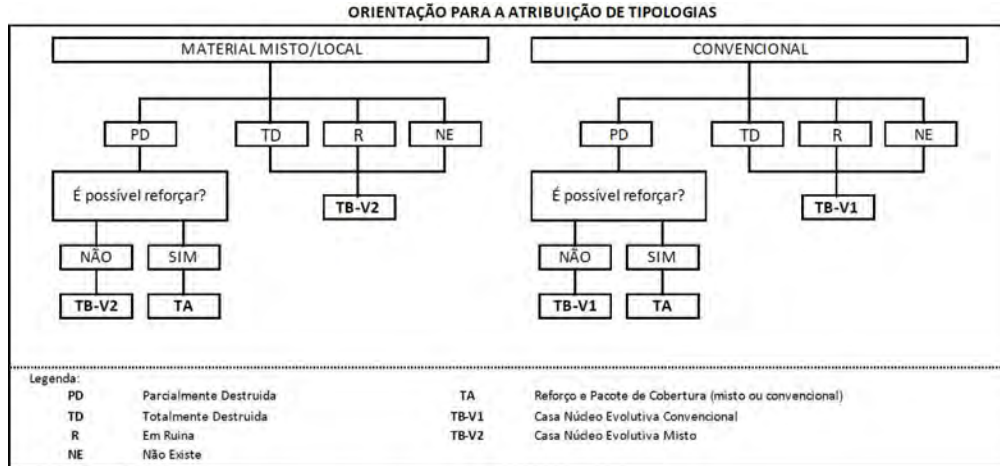 ORIENTAÇÃO PARA A ATRIBUIÇÃO DE TIPOLOGIAS
MATERIAL MISTO/LOCAL
PD TD R NE
É possível reforçar?
TB-V2
NÃO SIM
TB-V2 TA
CONVENCIONAL
PD TD R NE
É possível reforçar?
TB-V1
NÃO SIM
TB-V1 TA
Legenda:
PD Parcialmente Destruida
TD Totalmente Destruida
R Em Ruina
NE Não Existe
TA Reforço e Pacote de Cobertura (misto ou convencional)
TB-V1 Casa Núcleo Evolutiva Convencional
TB-V2 Casa Núcleo Evolutiva Misto